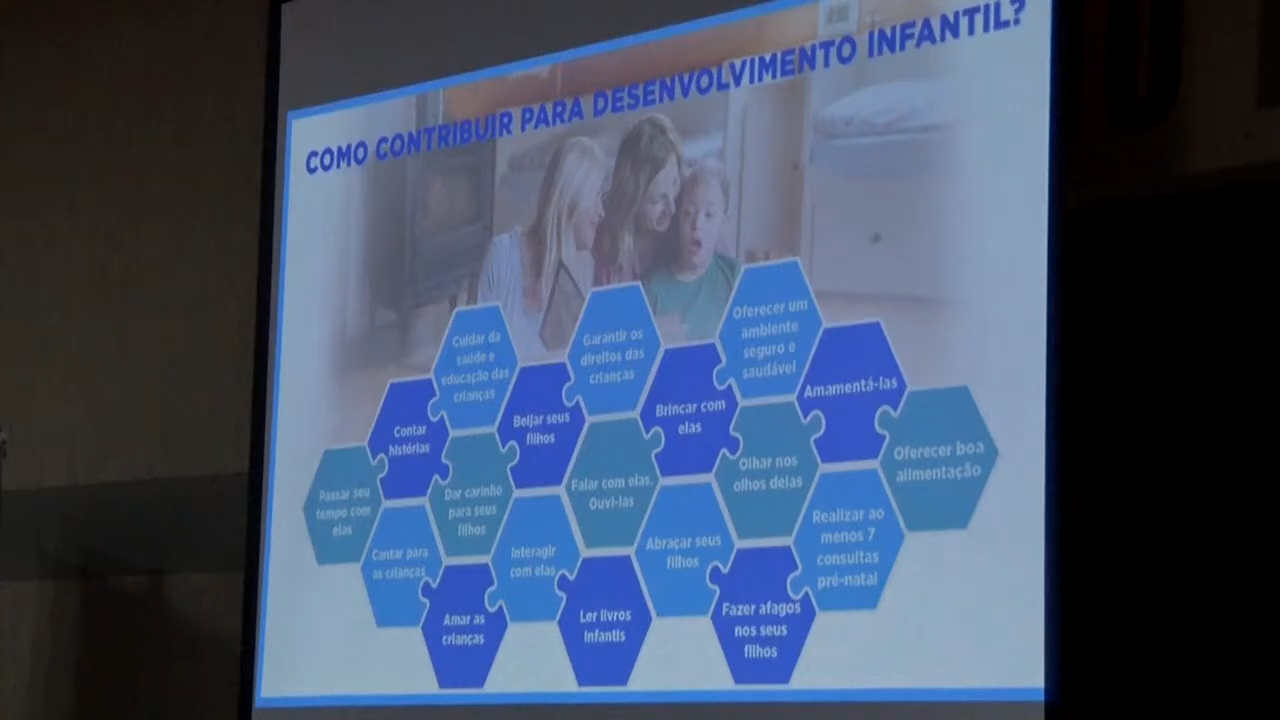 COMO CONTRIBUIR PARA DESENVOLVIMENTO INFANTIL?
Cuidar da
saúde e
educação das
crianças
Garantir os
direitos das
crianças
Oferecer um
ambiente
seguro e
saudável
Contar
histórias
Beijar seus
filhos
Brincar com
elas
Amamentá-las
Passar seu
tempo com
elas
Dar carinho
para seus
filhos
Falar com elas.
Ouvi-las
Olhar nos
olhos delas
Oferecer boa
alimentação
Cantar para
as crianças
Interagir
com elas
Abraçar seus
filhos
Realizar ao
menos 7
consultas
pré-natal
Amar as
crianças
Ler livros
infantis
Fazer afagos
nos seus
filhos